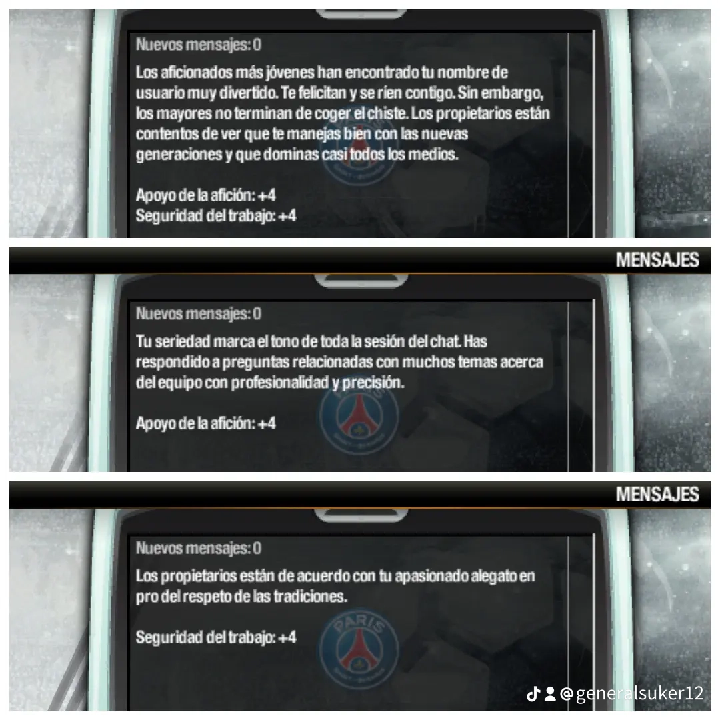 Nuevos mensajes: 0
Los aficionados más jóvenes han encontrado tu nombre de
usuario muy divertido. Te felicitan y se ríen contigo. Sin embargo,
los mayores no terminan de coger el chiste. Los propietarios están
contentos de ver que te manejas bien con las nuevas
generaciones y que dominas casi todos los medios.
Apoyo de la afición: +4
Seguridad del trabajo: +4
MENSAJES
Nuevos mensajes: 0
Tu seriedad marca el tono de toda la sesión del chat. Has
respondido a preguntas relacionadas con muchos temas acerca
del equipo con profesionalidad y precisión.
Apoyo de la afición: +4
MENSAJES
Nuevos mensajes: 0
Los propietarios están de acuerdo con tu apasionado alegato en
pro del respeto de las tradiciones.
Seguridad del trabajo: +4
PARIS
@generalsuker12